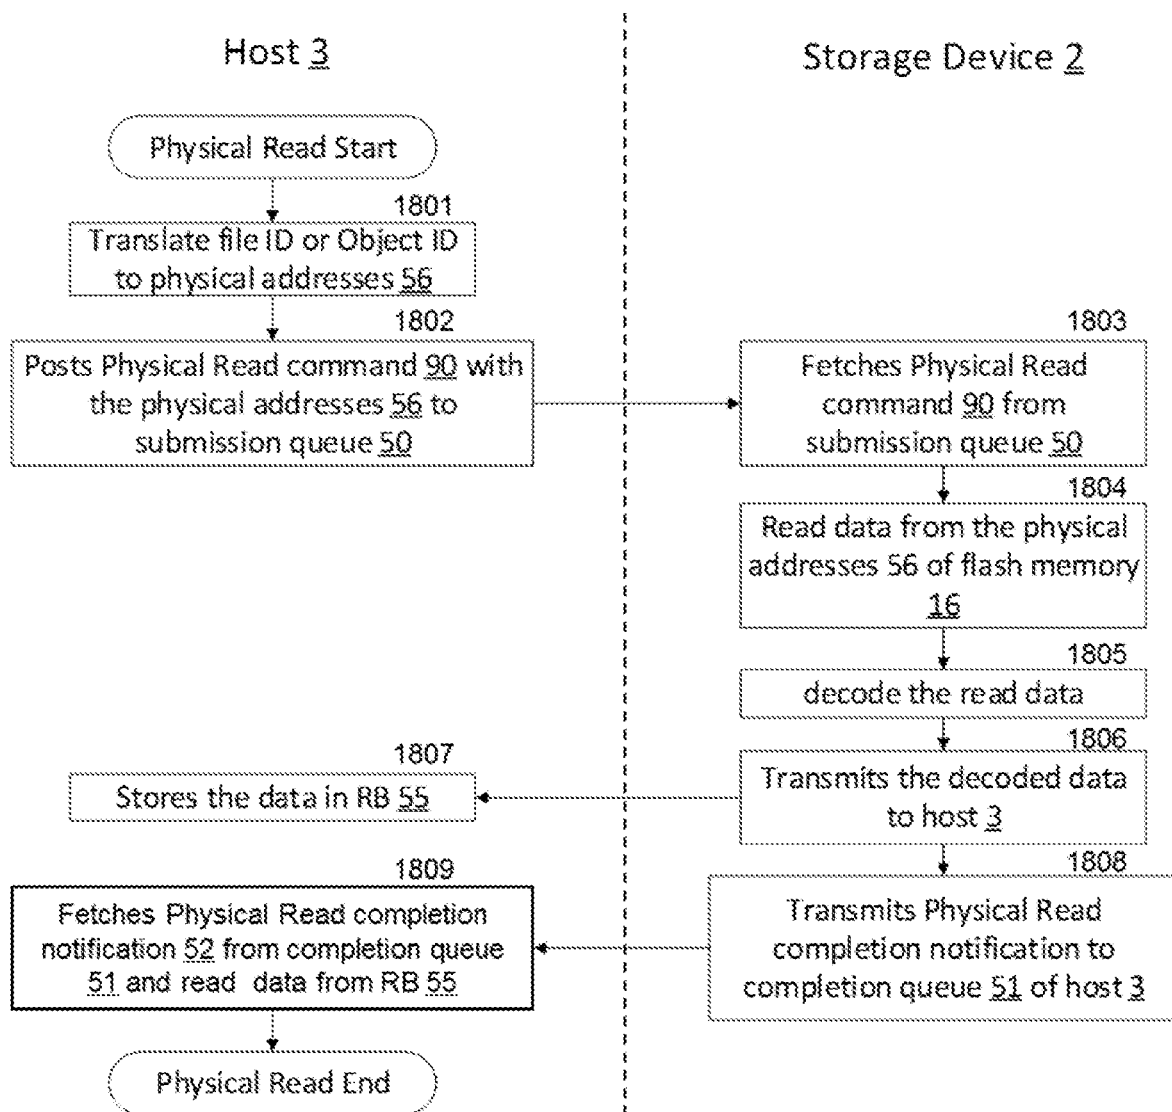 Host 3
Storage Device 2
Physical Read Start
1801
Translate file ID or Object ID
to physical addresses 56
1802
Posts Physical Read command 90 with
the physical addresses 56 to
submission queue 50
1803
Fetches Physical Read
command 90 from
submission queue 50
1804
Read data from the physical
addresses 56 of flash memory
16
1805
decode the read data
1806
Transmits the decoded data
to host 3
1807
Stores the data in RB 55
1808
Transmits Physical Read
completion notification to
completion queue 51 of host 3
1809
Fetches Physical Read completion
notification 52 from completion queue
51 and read data from RB 55
Physical Read End